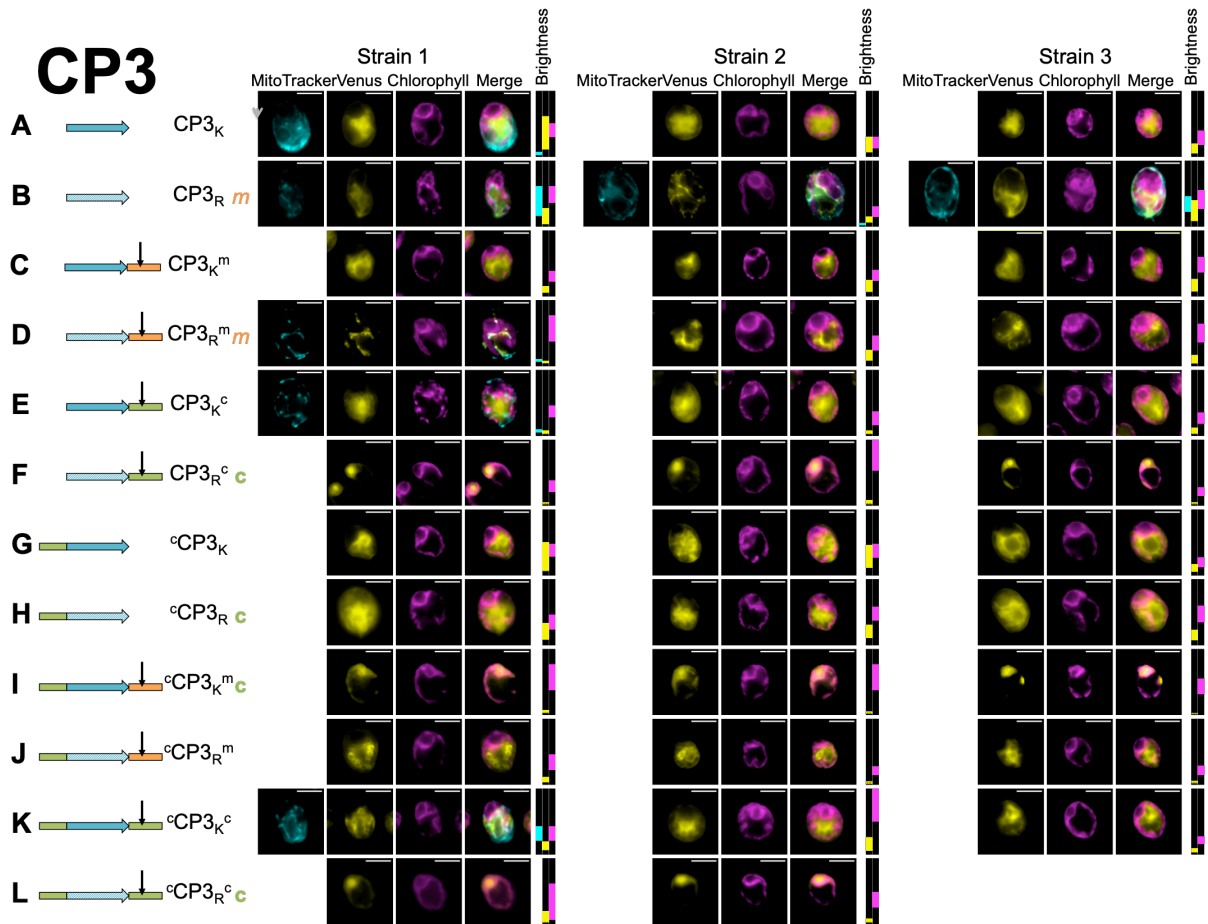 CP3
Strain 1
Strain 2
Strain 3
MitoTracker Venus Chlorophyll Merge Brightness
MitoTracker Venus Chlorophyll Merge Brightness
MitoTracker Venus Chlorophyll Merge Brightness
A CP3K
B CP3R m
C CP3Km
D CP3Rm m
E CP3Kc
F CP3Rc c
G cCP3K
H cCP3R c
I cCP3Km c
J cCP3Rm
K cCP3Kc
L cCP3Rc c